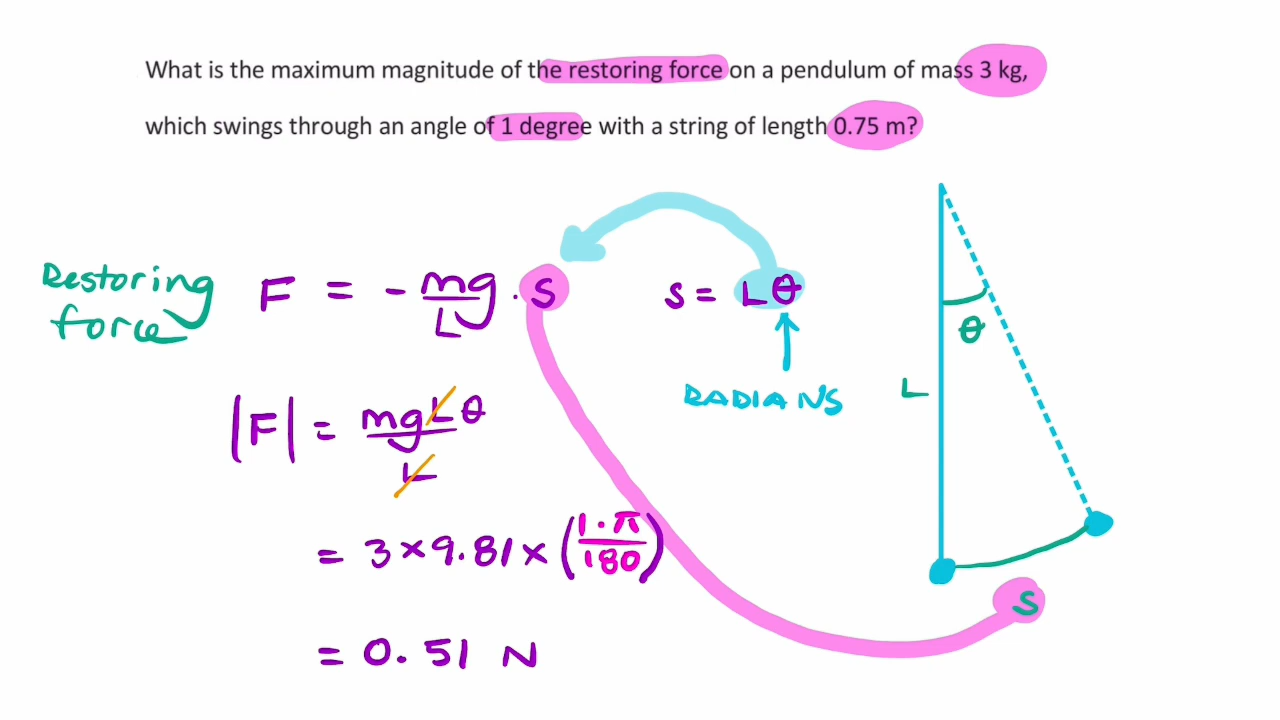 What is the maximum magnitude of the restoring force on a pendulum of mass 3 kg,
which swings through an angle of 1 degree with a string of length 0.75 m?
Restoring force
F = - mg/L · S
S = Lθ
RADIANS
θ
L
S
|F| = mgLθ/L
= 3 × 9.81 × (1·π/180)
= 0.51 N